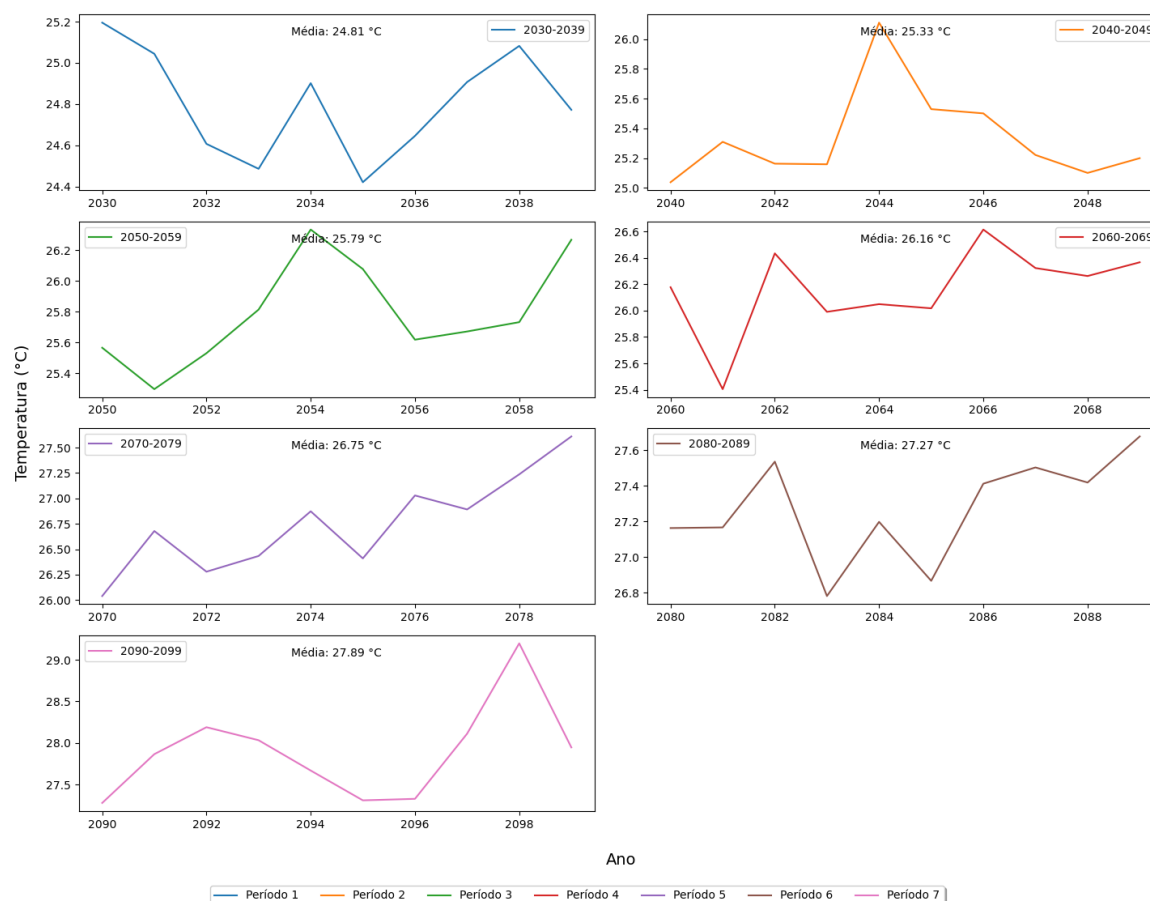 25.2
25.0
24.8
24.6
24.4
Média: 24.81 °C
2030-2039
2030 2032 2034 2036 2038
26.0
25.8
25.6
25.4
25.2
25.0
Média: 25.33 °C
2040-2049
2040 2042 2044 2046 2048
26.2
26.0
25.8
25.6
25.4
2050-2059
Média: 25.79 °C
2050 2052 2054 2056 2058
26.6
26.4
26.2
26.0
25.8
25.6
25.4
Média: 26.16 °C
2060-2069
2060 2062 2064 2066 2068
Temperatura (°C)
27.50
27.25
27.00
26.75
26.50
26.25
26.00
2070-2079
Média: 26.75 °C
2070 2072 2074 2076 2078
27.6
27.4
27.2
27.0
26.8
2080-2089
Média: 27.27 °C
2080 2082 2084 2086 2088
29.0
28.5
28.0
27.5
2090-2099
Média: 27.89 °C
2090 2092 2094 2096 2098
Ano
Período 1 Período 2 Período 3 Período 4 Período 5 Período 6 Período 7